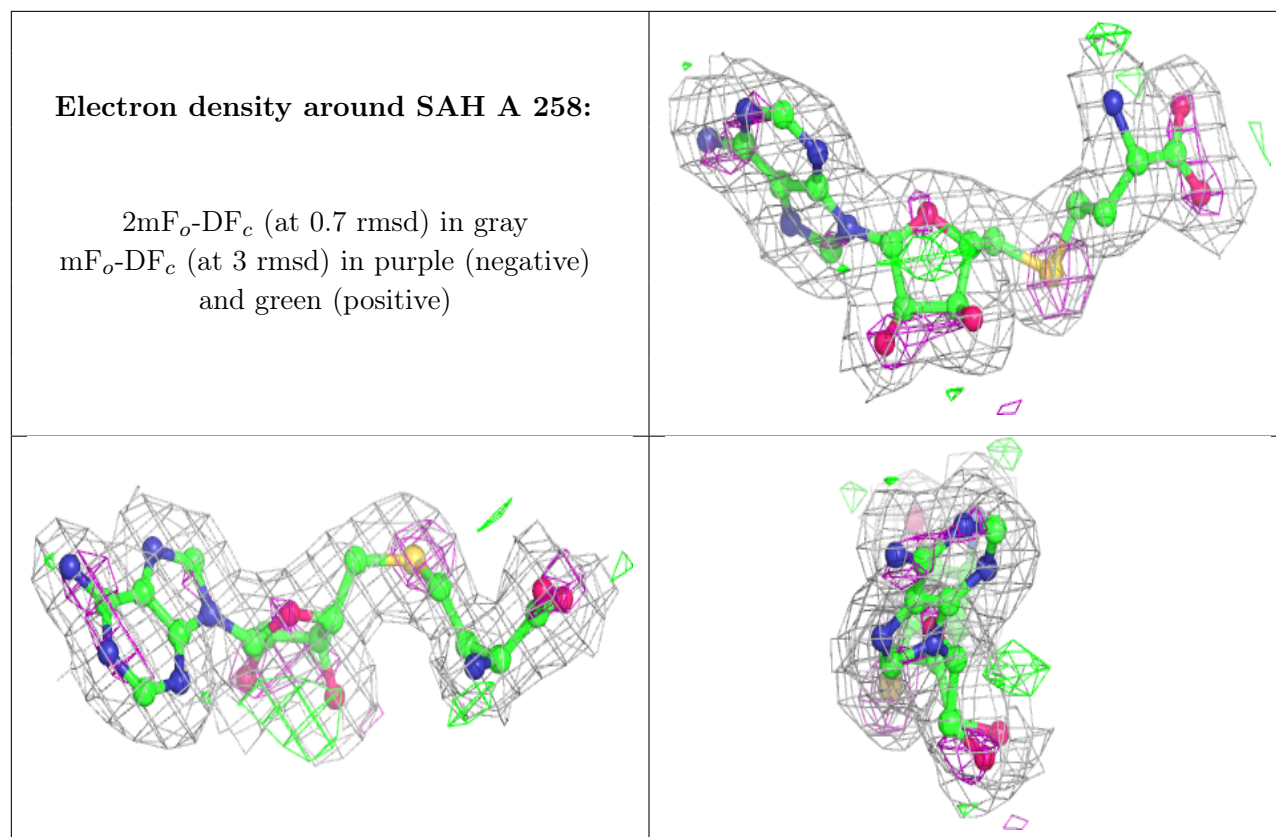 Electron density around SAH A 258:
2mFo-DFc (at 0.7 rmsd) in gray
mFo-DFc (at 3 rmsd) in purple (negative)
and green (positive)